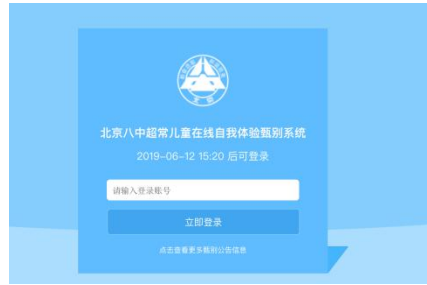 北京八中超常儿童在线自我体验甄别系统
2019-06-12 15:20 后可登录
请输入登录账号
立即登录
点击查看更多甄别公告信息